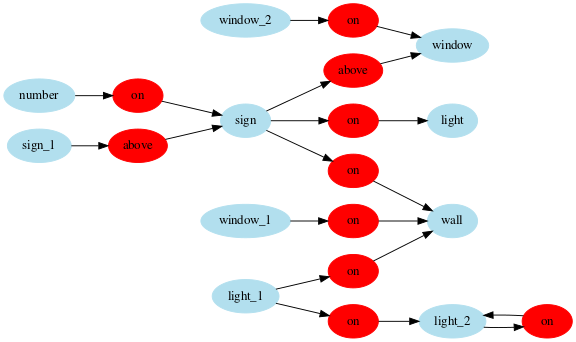 window_2 on window
above
number on sign on light
sign_1 above
on
window_1 on wall
on
light_1
on light_2 on